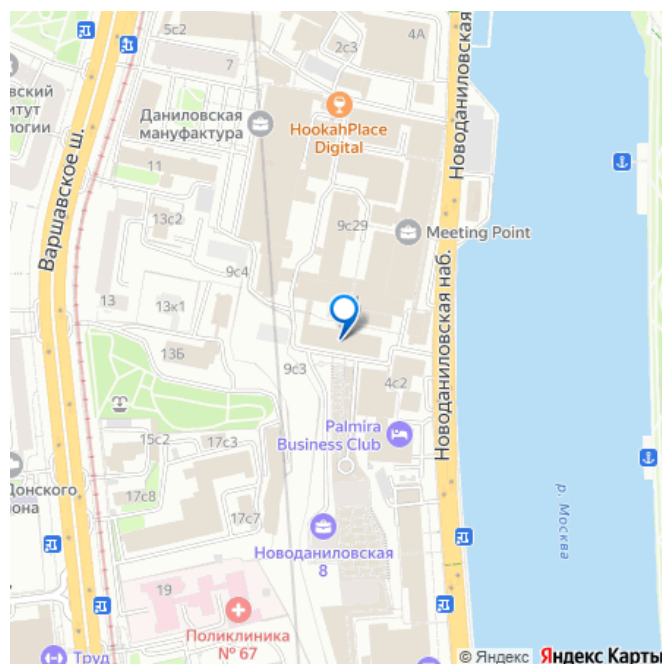 5с2
4А
2с3
7
вский
титут
логии
Даниловская
мануфактура
HookahPlace
Digital
Новоданиловская
11
Варшавское ш.
13с2
9с29
Meeting Point
9с4
13
13к1
Новоданиловская наб.
13Б
9с3
4с2
Palmira
Business Club
15с2
17с3
Донского
она
17с8
17с7
р. Москва
Новоданиловская
8
19
Поликлиника
№ 67
Труд
© Яндекс Яндекс Карты